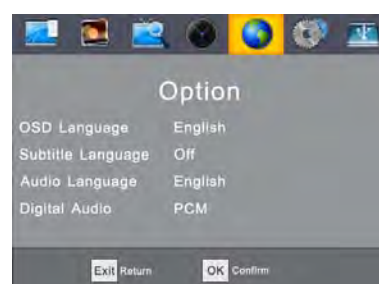 Option
OSD Language English
Subtitle Language Off
Audio Language English
Digital Audio PCM
Exit Return OK Confirm